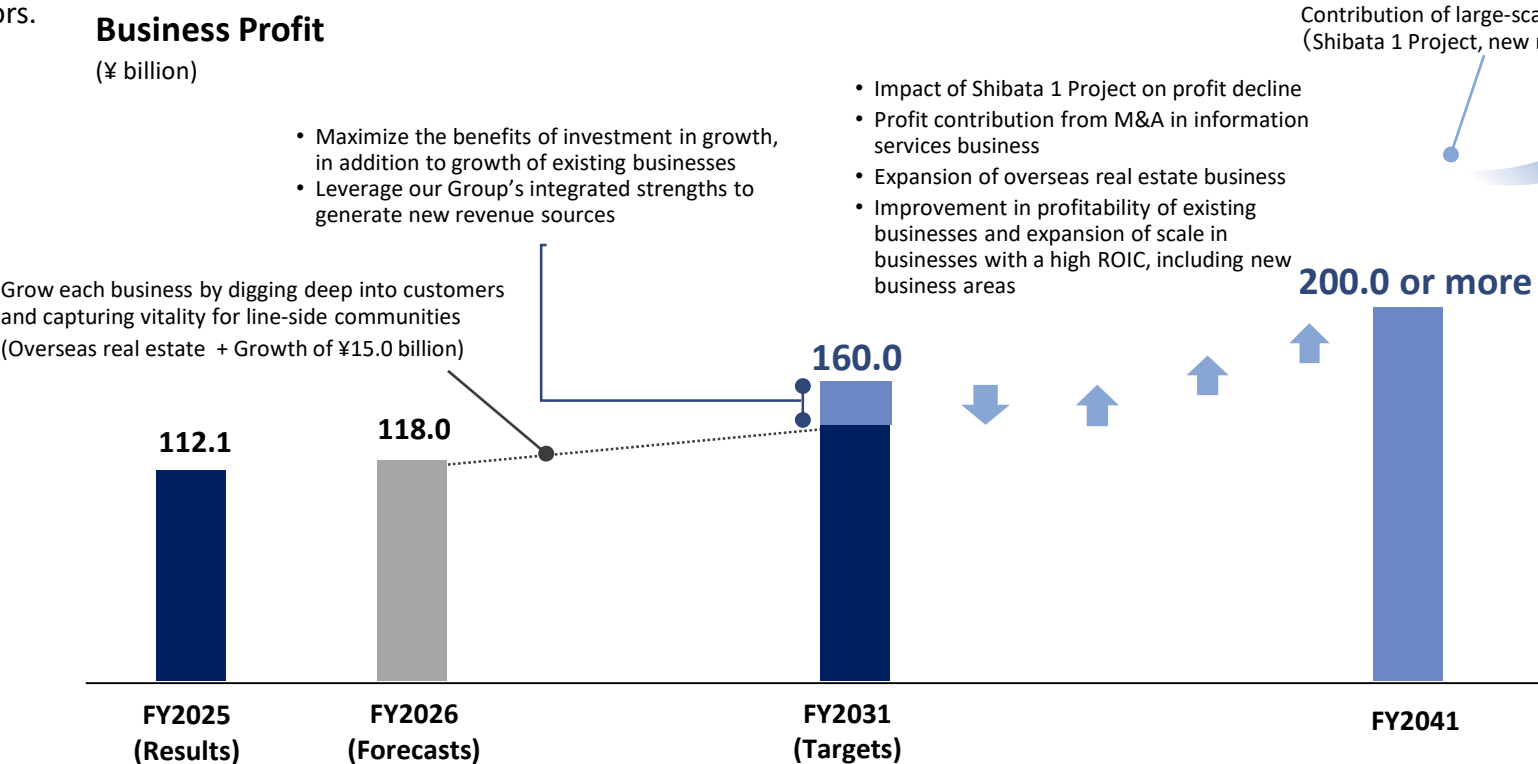 ors.
Business Profit
(¥ billion)
Contribution of large-sca
(Shibata 1 Project, new
• Impact of Shibata 1 Project on profit decline
• Profit contribution from M&A in information
services business
• Expansion of overseas real estate business
• Improvement in profitability of existing
businesses and expansion of scale in
businesses with a high ROIC, including new
business areas
• Maximize the benefits of investment in growth,
in addition to growth of existing businesses
• Leverage our Group's integrated strengths to
generate new revenue sources
Grow each business by digging deep into customers
and capturing vitality for line-side communities
(Overseas real estate + Growth of ¥15.0 billion)
112.1
118.0
160.0
200.0 or more
FY2025
(Results)
FY2026
(Forecasts)
FY2031
(Targets)
FY2041